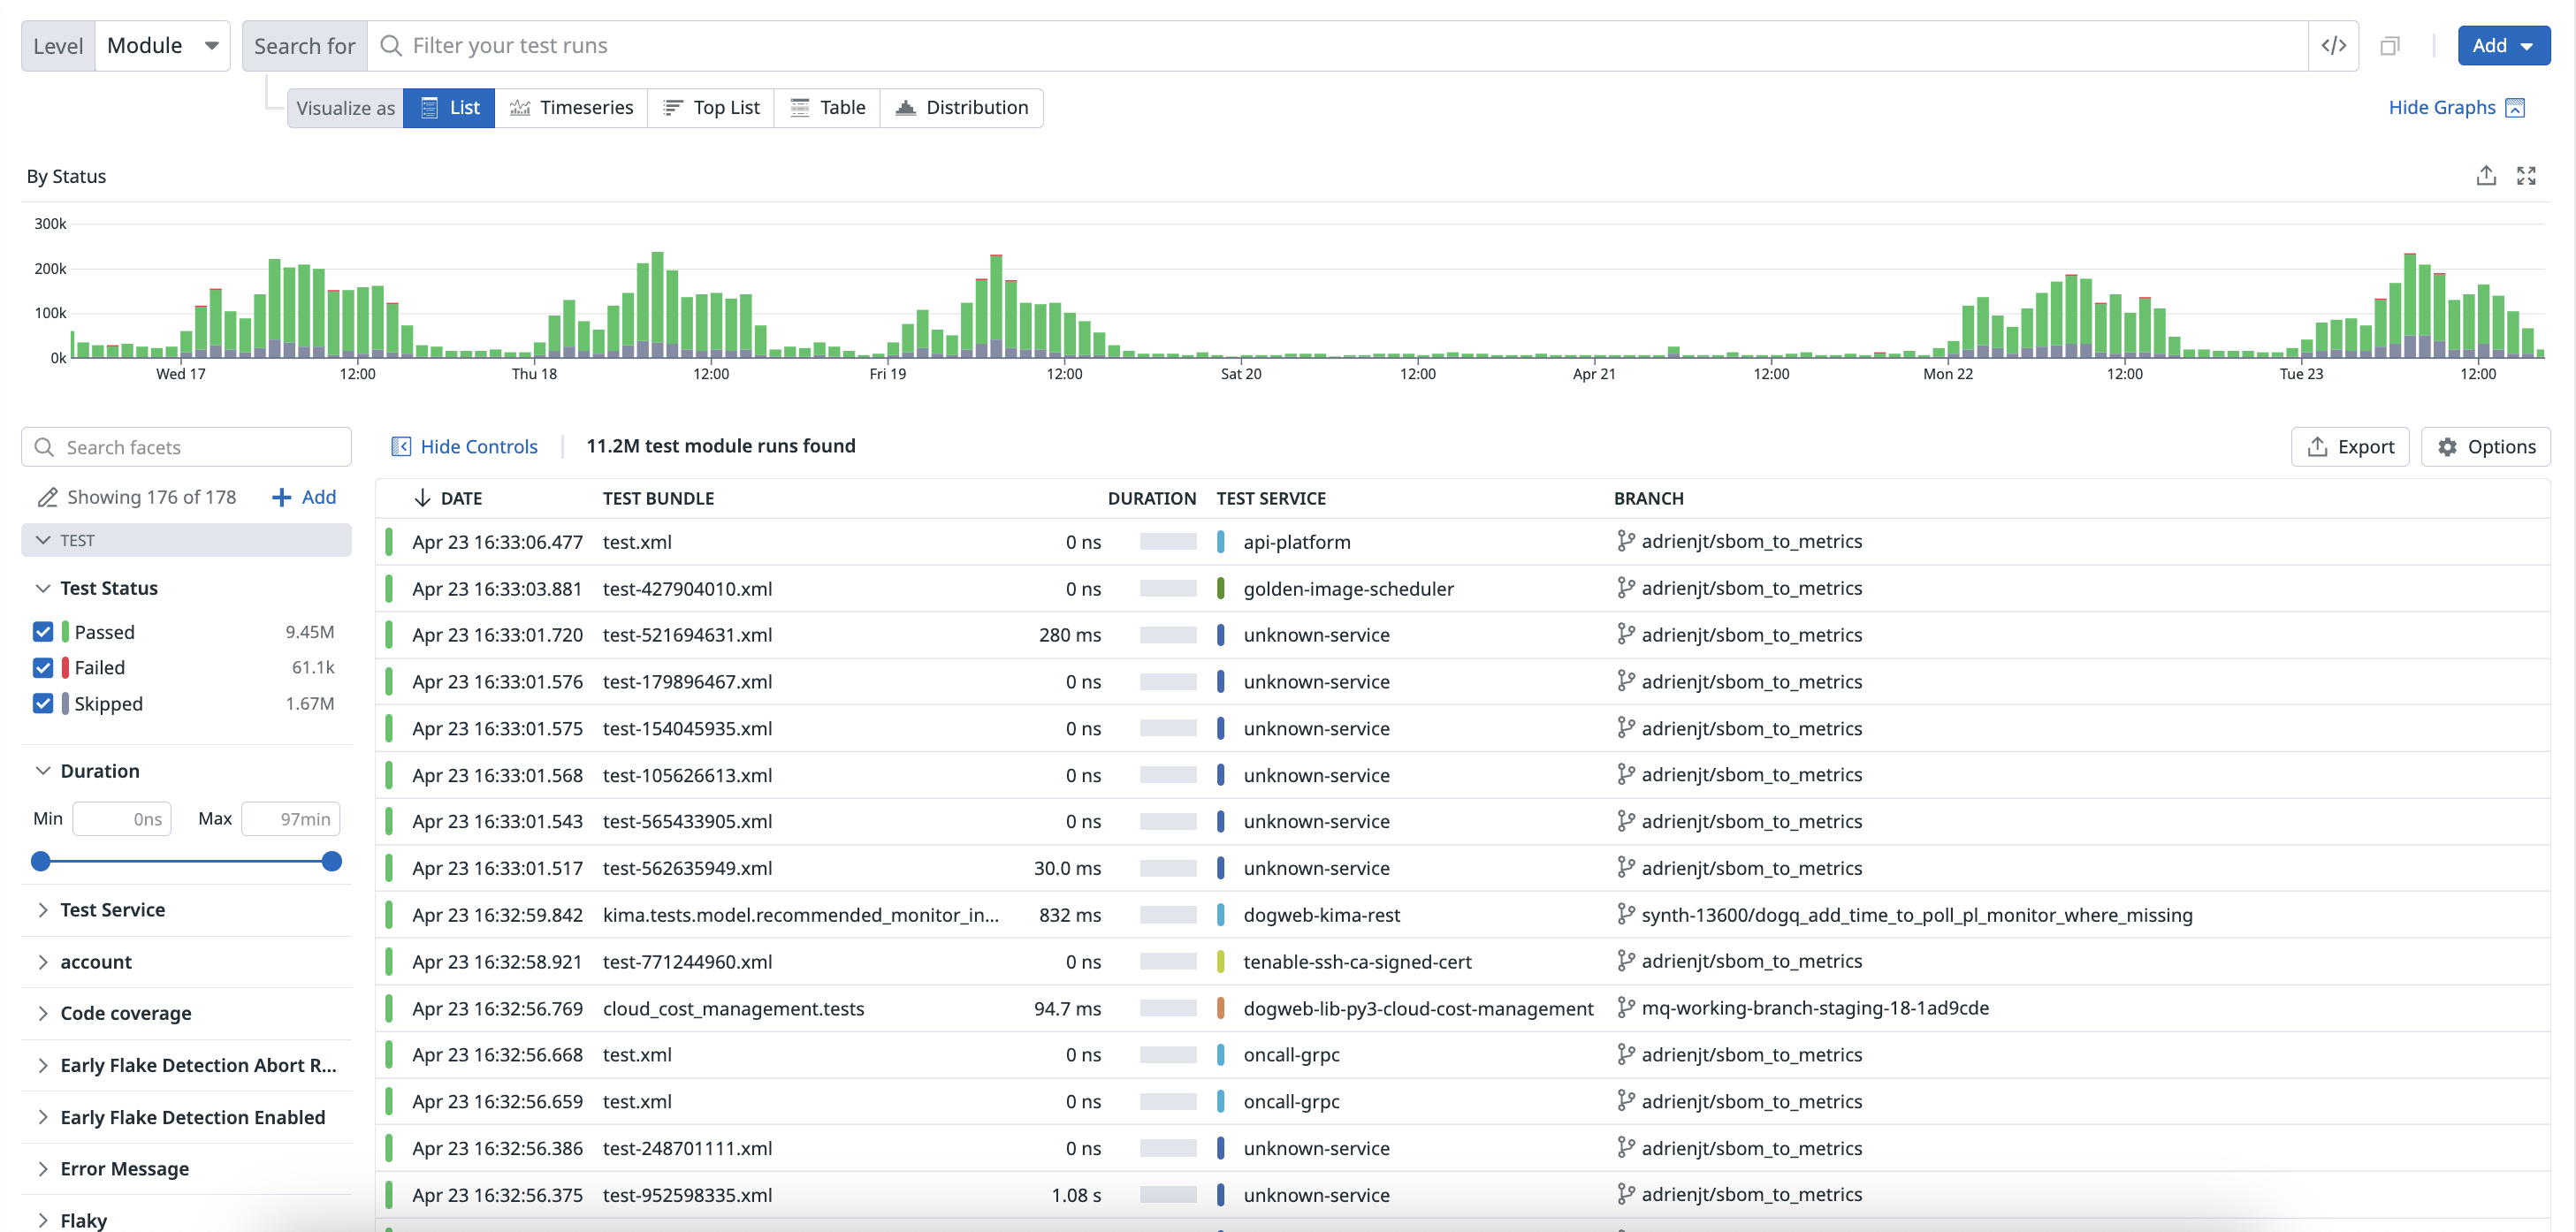 Level Module Search for Filter your test runs </> Add
Visualize as List Timeseries Top List Table Distribution Hide Graphs
By Status
300k
200k
100k
0k
Wed 17 12:00 Thu 18 12:00 Fri 19 12:00 Sat 20 12:00 Apr 21 12:00 Mon 22 12:00 Tue 23 12:00
Search facets
Showing 176 of 178 Add
TEST
Test Status
Passed 9.45M
Failed 61.1k
Skipped 1.67M
Duration
Min 0ns Max 97min
Test Service
account
Code coverage
Early Flake Detection Abort R...
Early Flake Detection Enabled
Error Message
Flaky
Hide Controls 11.2M test module runs found Export Options
DATE TEST BUNDLE DURATION TEST SERVICE BRANCH
Apr 23 16:33:06.477 test.xml 0 ns api-platform adrienjt/sbom_to_metrics
Apr 23 16:33:03.881 test-427904010.xml 0 ns golden-image-scheduler adrienjt/sbom_to_metrics
Apr 23 16:33:01.720 test-521694631.xml 280 ms unknown-service adrienjt/sbom_to_metrics
Apr 23 16:33:01.576 test-179896467.xml 0 ns unknown-service adrienjt/sbom_to_metrics
Apr 23 16:33:01.575 test-154045935.xml 0 ns unknown-service adrienjt/sbom_to_metrics
Apr 23 16:33:01.568 test-105626613.xml 0 ns unknown-service adrienjt/sbom_to_metrics
Apr 23 16:33:01.543 test-565433905.xml 0 ns unknown-service adrienjt/sbom_to_metrics
Apr 23 16:33:01.517 test-562635949.xml 30.0 ms unknown-service adrienjt/sbom_to_metrics
Apr 23 16:32:59.842 kima.tests.model.recommended_monitor_in... 832 ms dogweb-kima-rest synth-13600/dogq_add_time_to_poll_pl_monitor_where_missing
Apr 23 16:32:58.921 test-771244960.xml 0 ns tenable-ssh-ca-signed-cert adrienjt/sbom_to_metrics
Apr 23 16:32:56.769 cloud_cost_management.tests 94.7 ms dogweb-lib-py3-cloud-cost-management mq-working-branch-staging-18-1ad9cde
Apr 23 16:32:56.668 test.xml 0 ns oncall-grpc adrienjt/sbom_to_metrics
Apr 23 16:32:56.659 test.xml 0 ns oncall-grpc adrienjt/sbom_to_metrics
Apr 23 16:32:56.386 test-248701111.xml 0 ns unknown-service adrienjt/sbom_to_metrics
Apr 23 16:32:56.375 test-952598335.xml 1.08 s unknown-service adrienjt/sbom_to_metrics